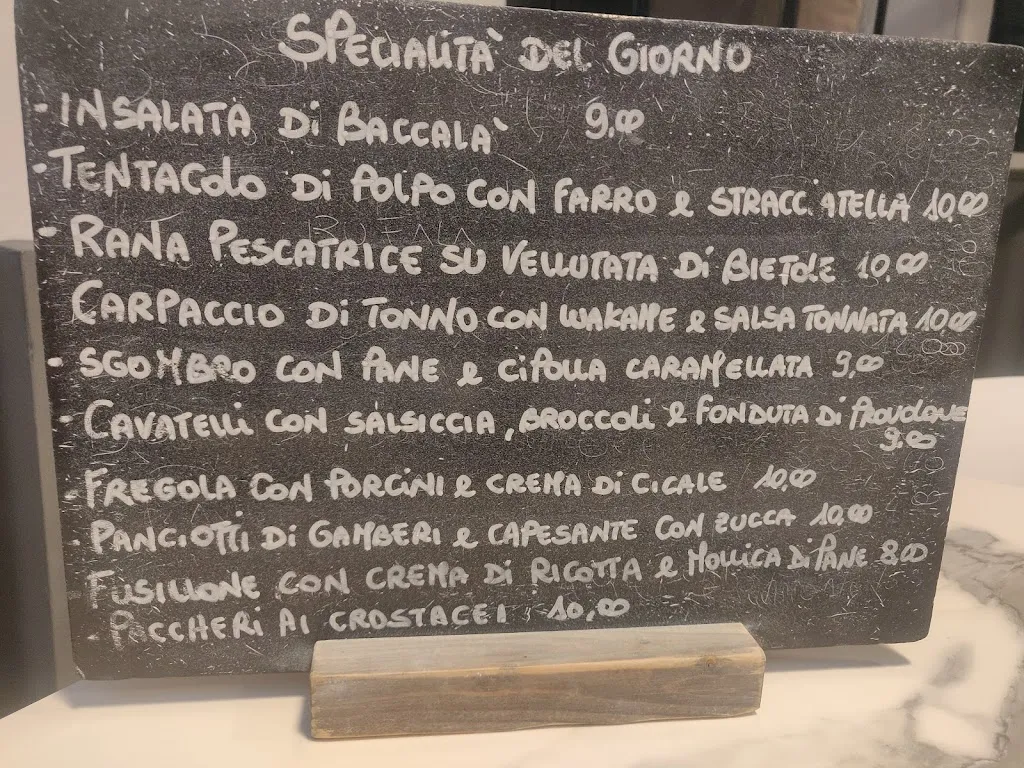 SPECIALITÀ DEL GIORNO
- INSALATA DI BACCALA` 9,00
- TENTACOLO DI POLPO CON FARRO e STRACCIATELLA 10,00
- RANA PESCATRICE SU VELLUTATA DI BIETOLE 10,00
CARPACCIO DI TONNO CON WAKAME e SALSA TONNATA 10,00
- SGOMBRO CON PANE e CIPOLLA CARAMELLATA 9,00
- CAVATELLI CON SALSICCIA, BROCCOLI e FONDUTA DI PROVOLONE
9,00
- FREGOLA CON PORCINI e CREMA DI CICALE 10,00
- PANCIOTTI DI GAMBERI e CAPESANTE CON ZUCCA 10,00
FUSILLONE CON CREMA DI RICOTTA e MOLLICA DI PANE 8,00
- PACCHERI AI CROSTACEI 10,00